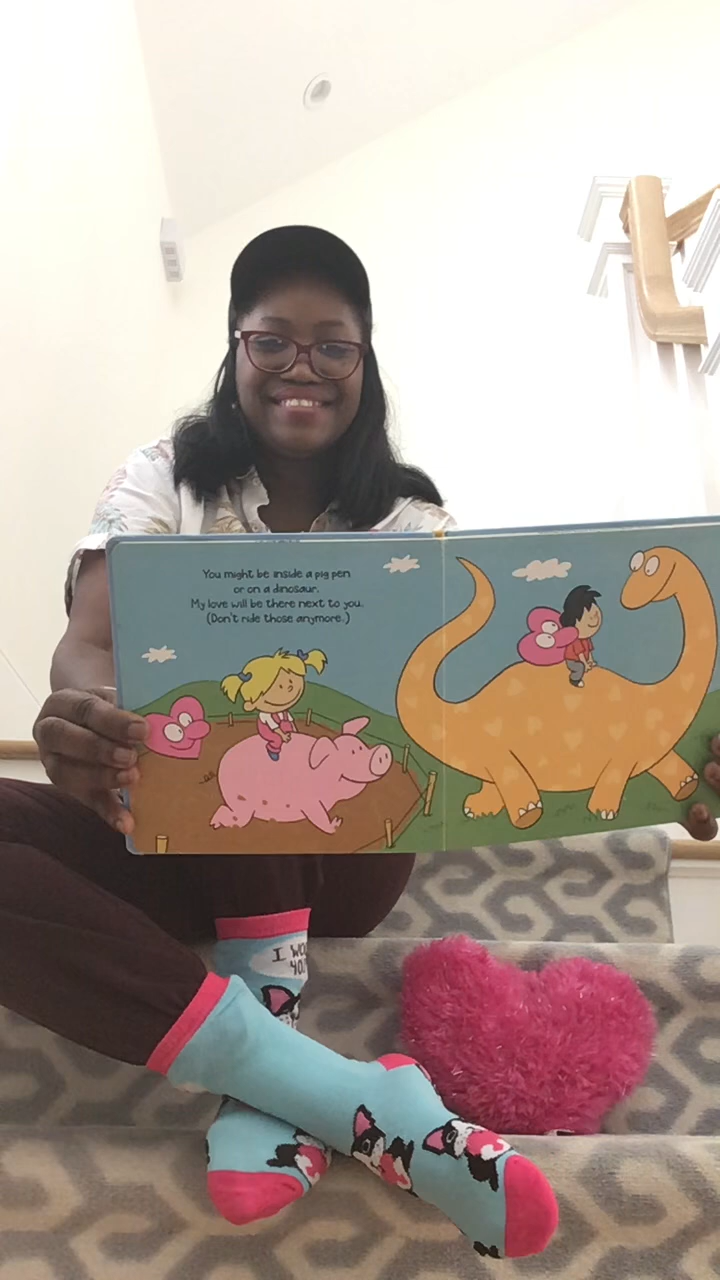 You might be inside a pig pen
or on a dinosaur.
My love will be there next to you.
(Don't ride those anymore.)
I